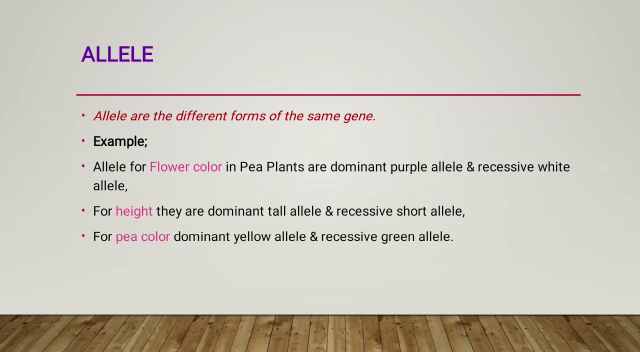 ALLELE
• Allele are the different forms of the same gene.
• Example;
• Allele for Flower color in Pea Plants are dominant purple allele & recessive white
allele,
• For height they are dominant tall allele & recessive short allele,
• For pea color dominant yellow allele & recessive green allele.